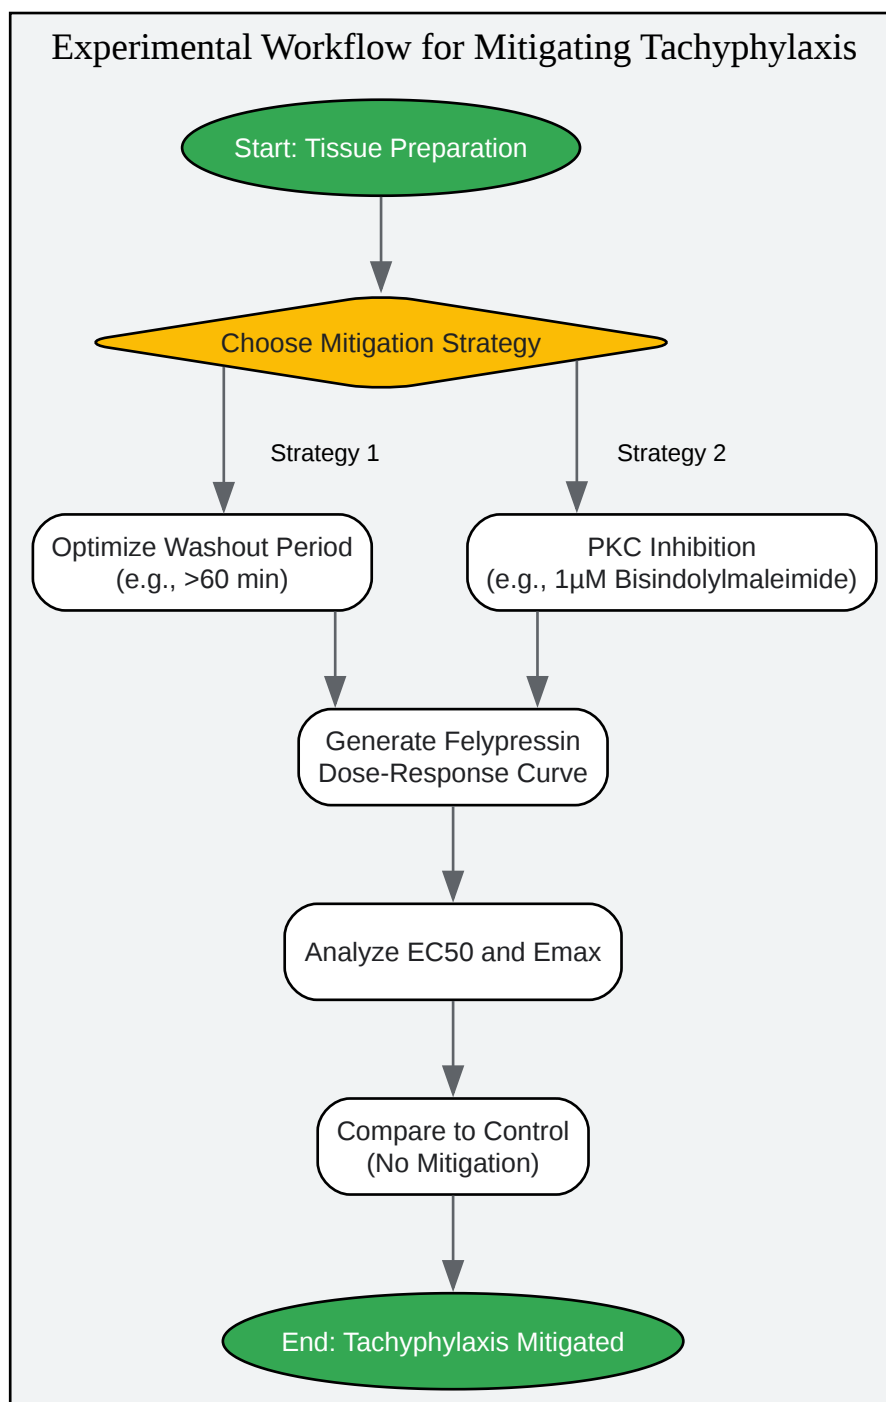 Experimental Workflow for Mitigating Tachyphylaxis
Start: Tissue Preparation
Choose Mitigation Strategy
Strategy 1
Strategy 2
Optimize Washout Period
(e.g., >60 min)
PKC Inhibition
(e.g., 1µM Bisindolylmaleimide)
Generate Felypressin
Dose-Response Curve
Analyze EC50 and Emax
Compare to Control
(No Mitigation)
End: Tachyphylaxis Mitigated